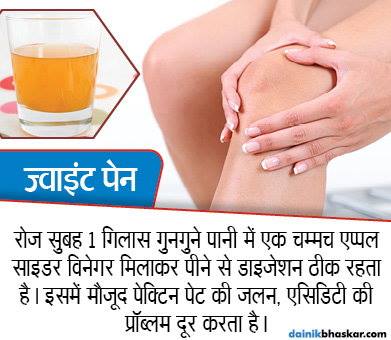 ज्वाइंट पेन
रोज सुबह 1 गिलास गुनगुने पानी में एक चम्मच एप्पल
साइडर विनेगर मिलाकर पीने से डाइजेशन ठीक रहता
है। इसमें मौजूद पेक्टिन पेट की जलन, एसिडिटी की
प्रॉब्लम दूर करता है।
dainikbhaskar.com